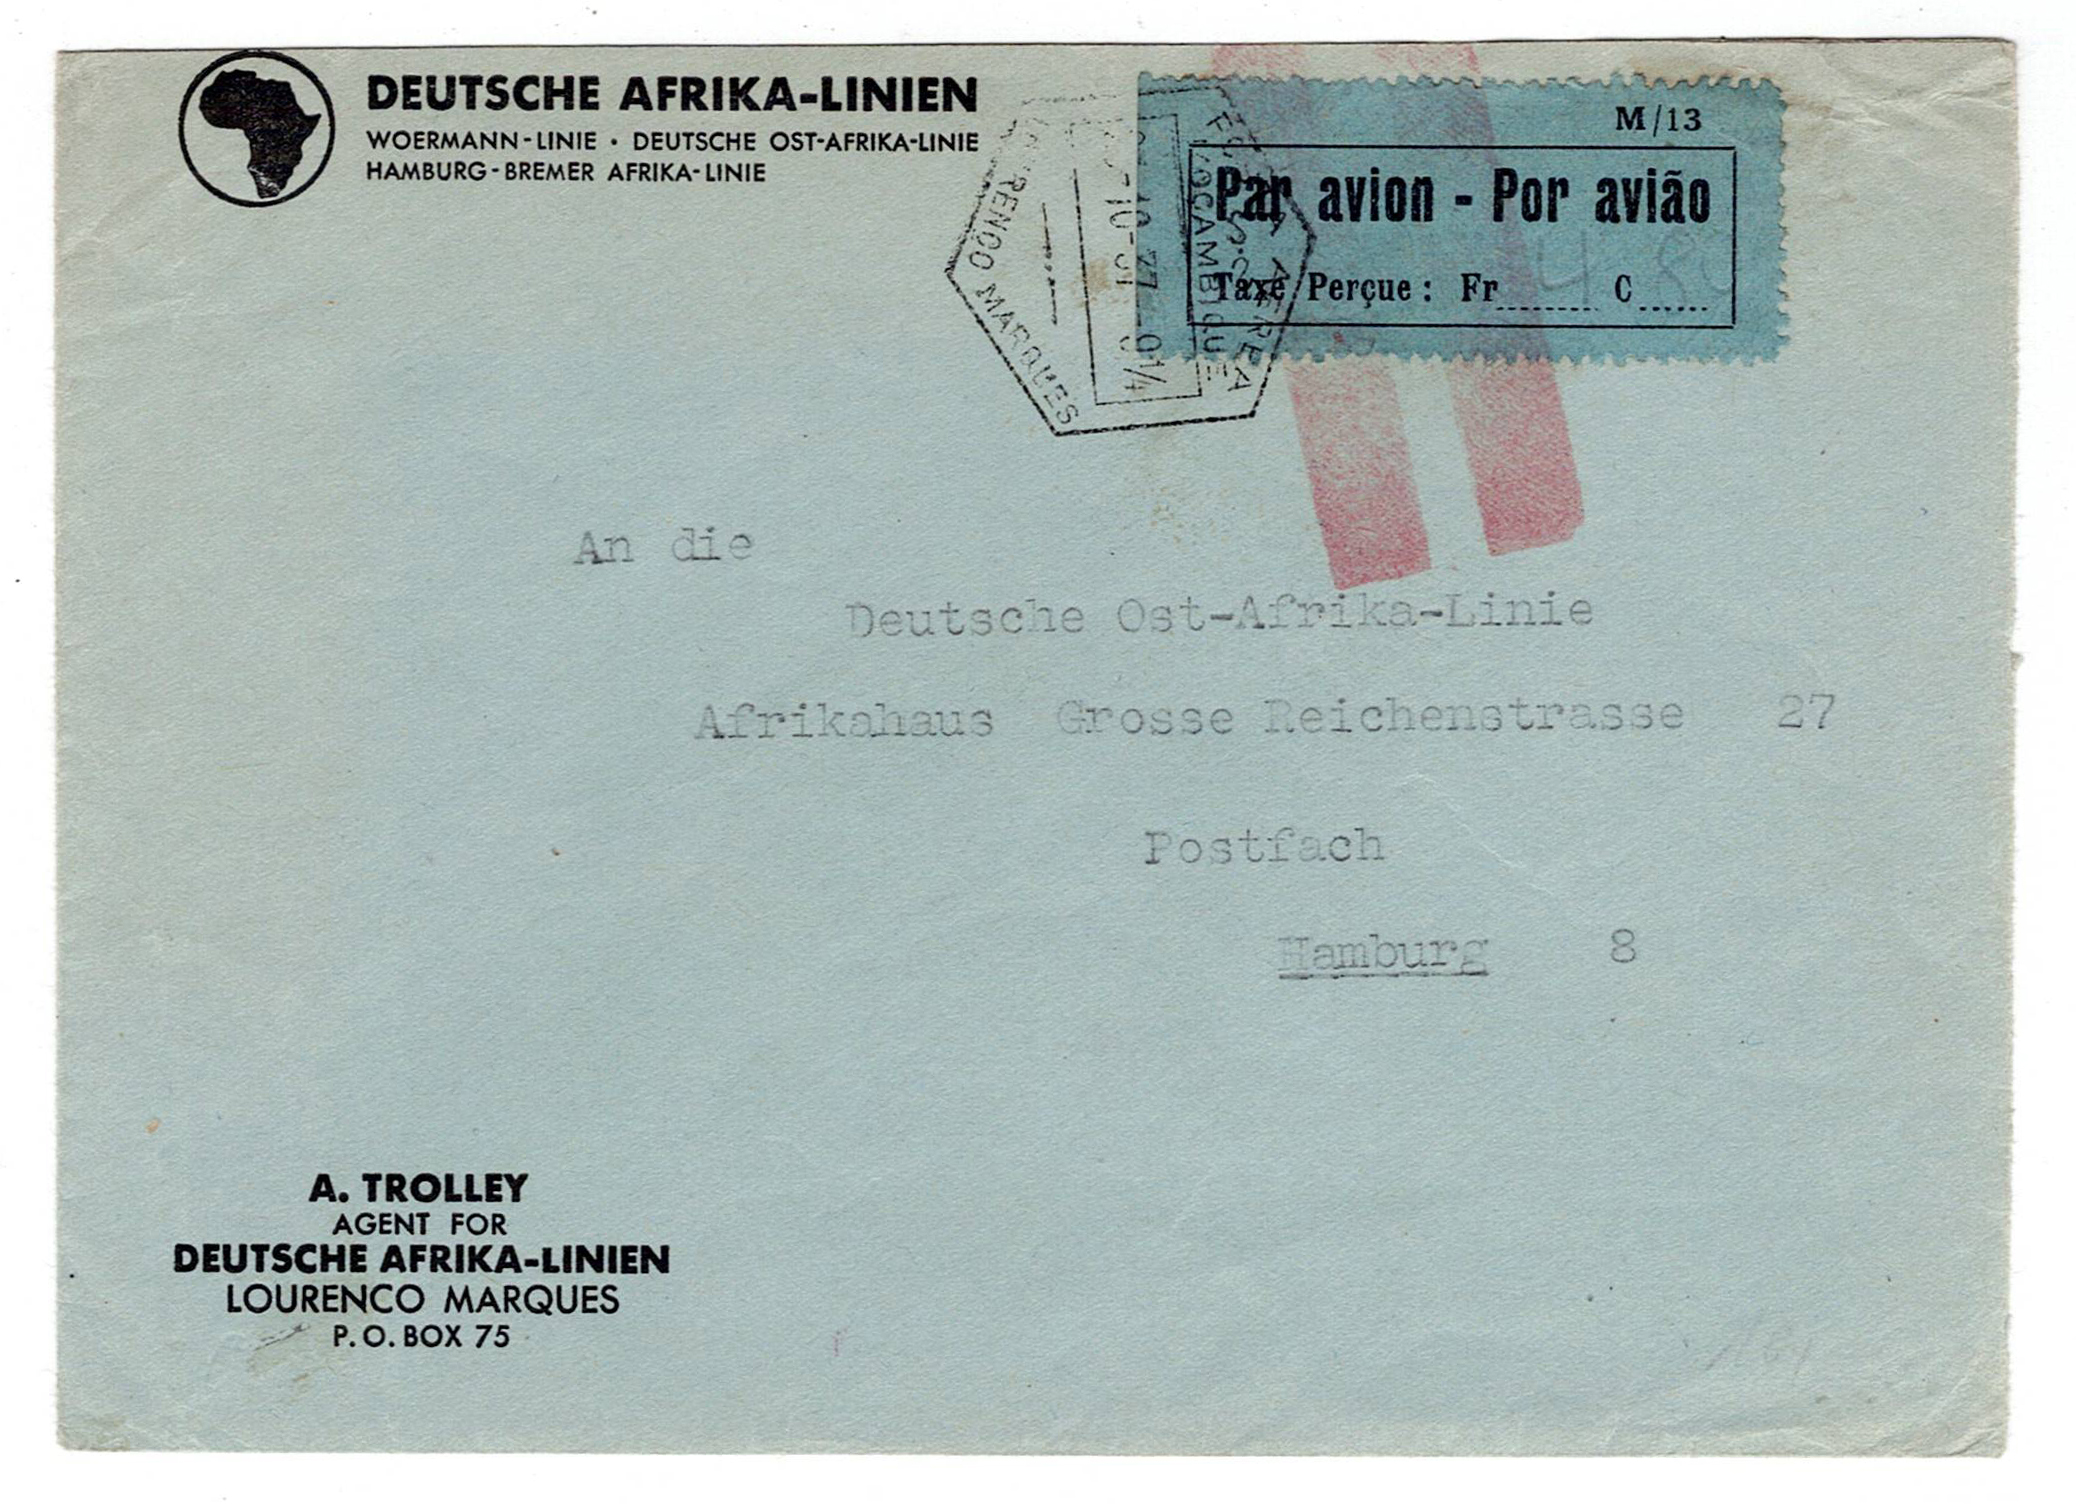 DEUTSCHE AFRIKA-LINIEN
WOERMANN-LINIE · DEUTSCHE OST-AFRIKA-LINIE
HAMBURG-BREMER AFRIKA-LINIE
M/13
Par avion - Por avião
Taxe Perçue: Fr........ C......
LOURENÇO MARQUES
MOÇAMBIQUE
An die
Deutsche Ost-Afrika-Linie
Afrikahaus Grosse Reichenstrasse 27
Postfach
Hamburg 8
A. TROLLEY
AGENT FOR
DEUTSCHE AFRIKA-LINIEN
LOURENCO MARQUES
P.O. BOX 75